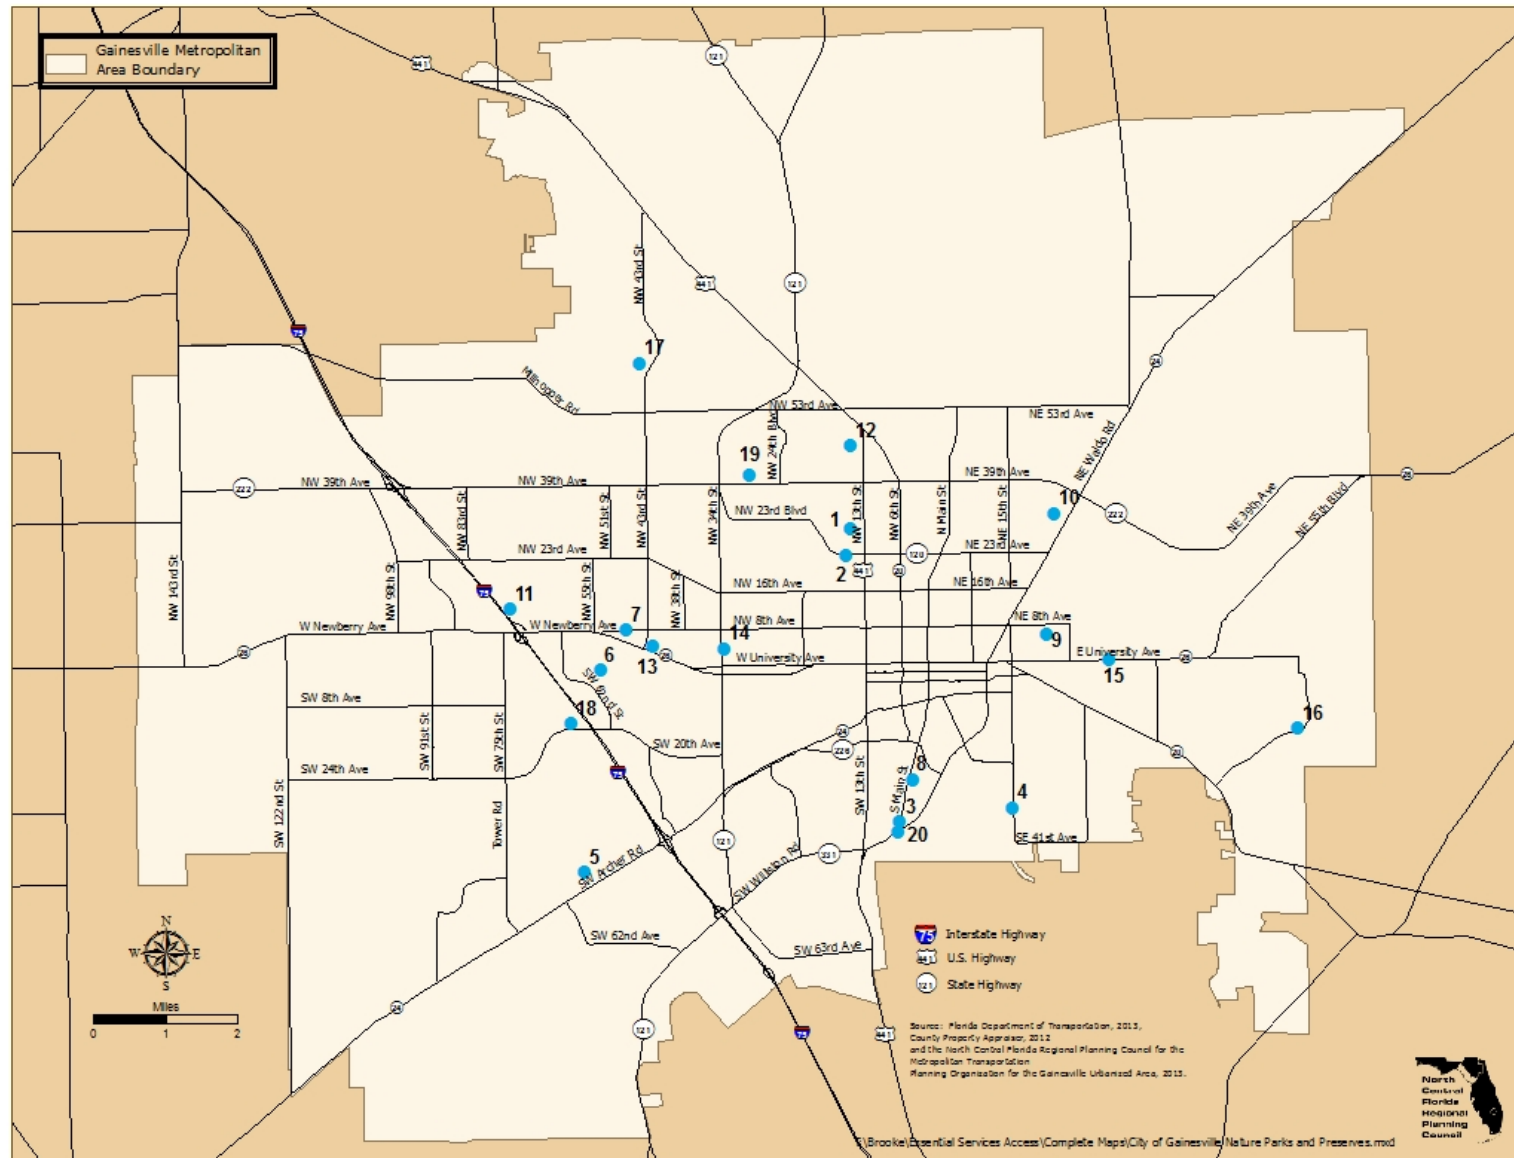 Gainesville Metropolitan
Area Boundary
441
121
NW 43rd St
441
121
75
24
17
Millhopper Rd
NW 53rd Ave
NE 53rd Ave
NW 24th Blvd
12
NE Waldo Rd
19
NE 39th Ave
26
222
NW 39th Ave
NW 39th Ave
10
NW 83rd St
NW 51st St
NW 43rd St
NW 34th St
NW 23rd Blvd
1
NW 13th St
NW 6th St
N Main St
NE 15th St
222
NE 39th Ave
NE 55th Blvd
NW 23rd Ave
2
120
NE 23rd Ave
NW 143rd St
NW 98th St
NW 55th St
NW 38th St
441
20
75
11
NW 16th Ave
NE 16th Ave
W Newberry Ave
W Newberry Ave
7
NW 8th Ave
NE 8th Ave
26
13
26
14
W University Ave
9
E University Ave
26
15
6
SW 62nd St
SW 8th Ave
18
16
SW 91st St
SW 75th St
24
SW 20th Ave
226
20
SW 24th Ave
75
8
SW 122nd St
Tower Rd
SW 13th St
S Main St
3
4
20
SE 41st Ave
121
331
5
SW Archer Rd
SW Williston Rd
SW 62nd Ave
SW 63rd Ave
N
W E
S
Miles
0 1 2
24
121
75
441
75 Interstate Highway
441 U.S. Highway
121 State Highway
Source: Florida Department of Transportation, 2013,
County Property Appraiser, 2012
and the North Central Florida Regional Planning Council for the
Metropolitan Transportation
Planning Organization for the Gainesville Urbanized Area, 2013.
North
Central
Florida
Regional
Planning
Council
\Brooke\Essential Services Access\Complete Maps\City of Gainesville Nature Parks and Preserves.mxd